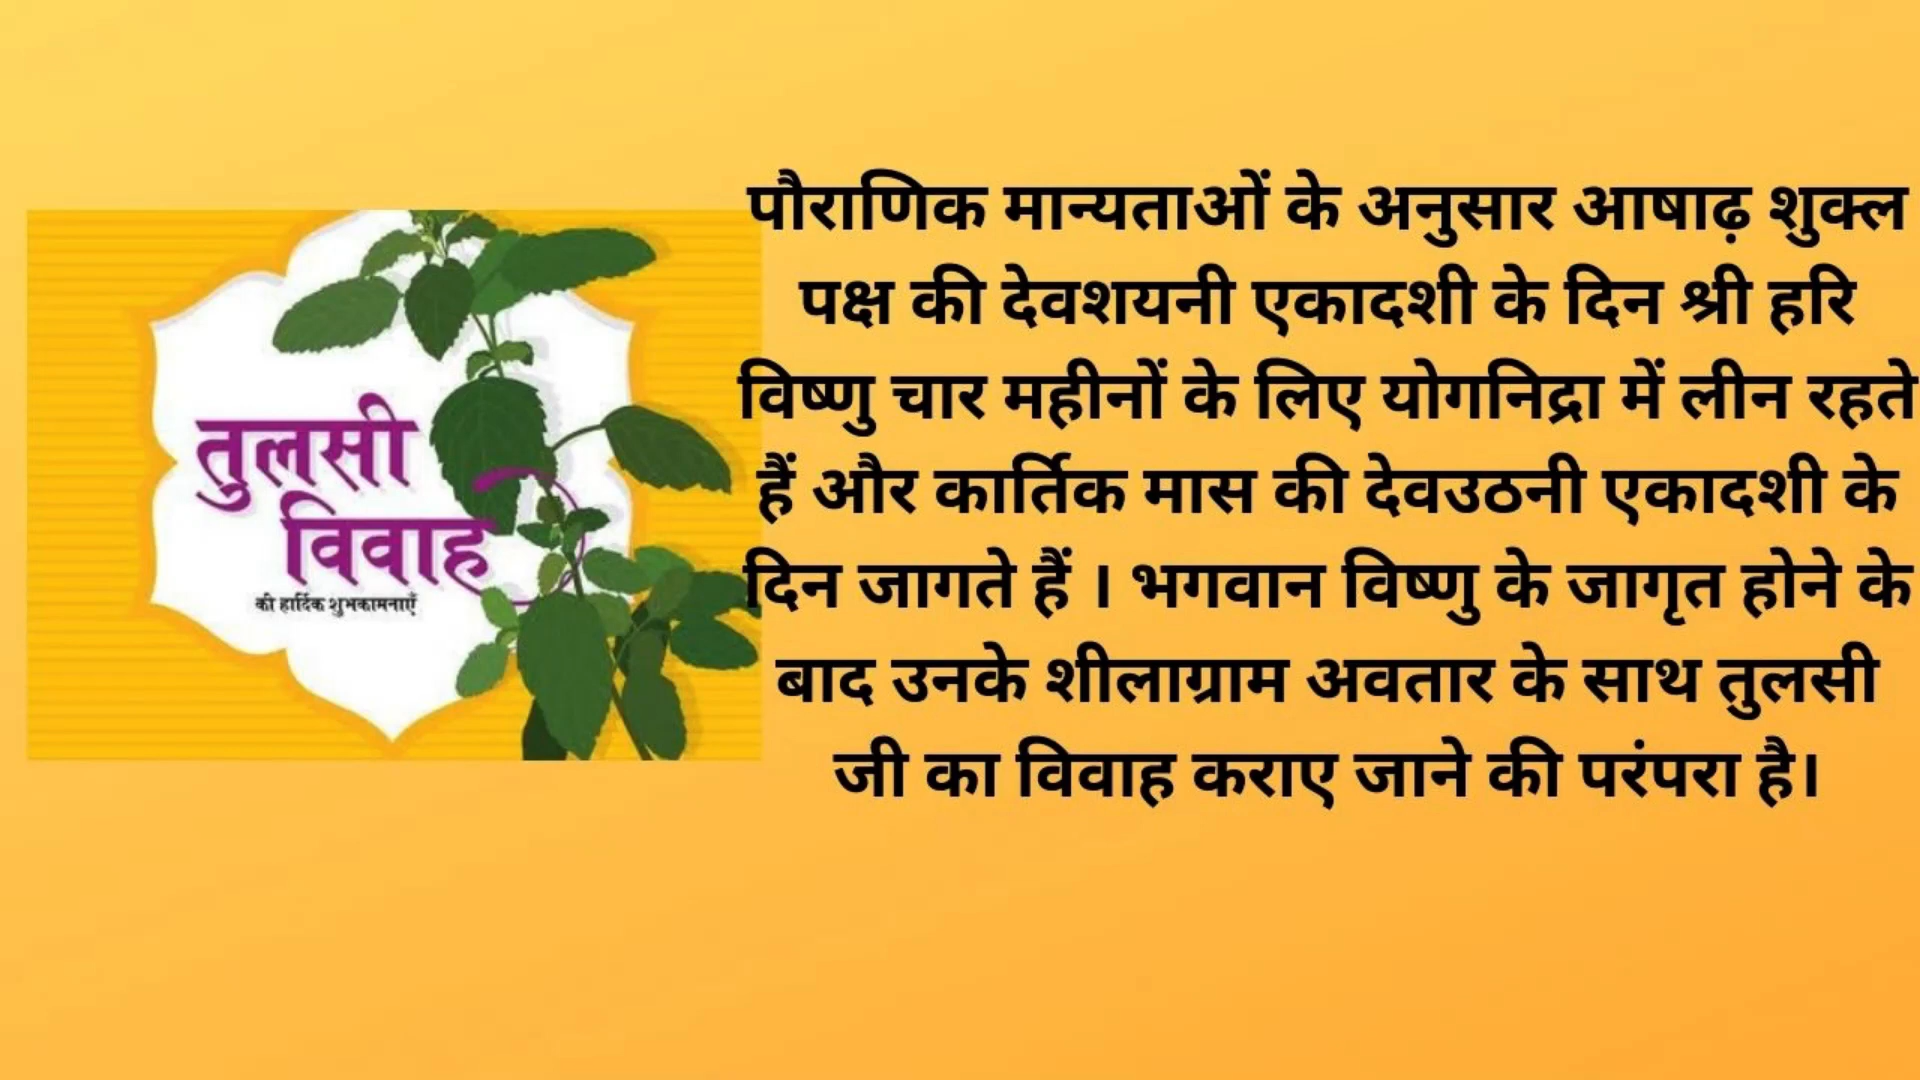 तुलसी
विवाह
की हार्दिक शुभकामनाएँ
पौराणिक मान्यताओं के अनुसार आषाढ़ शुक्ल
पक्ष की देवशयनी एकादशी के दिन श्री हरि
विष्णु चार महीनों के लिए योगनिद्रा में लीन रहते
हैं और कार्तिक मास की देवउठनी एकादशी के
दिन जागते हैं । भगवान विष्णु के जागृत होने के
बाद उनके शीलाग्राम अवतार के साथ तुलसी
जी का विवाह कराए जाने की परंपरा है।